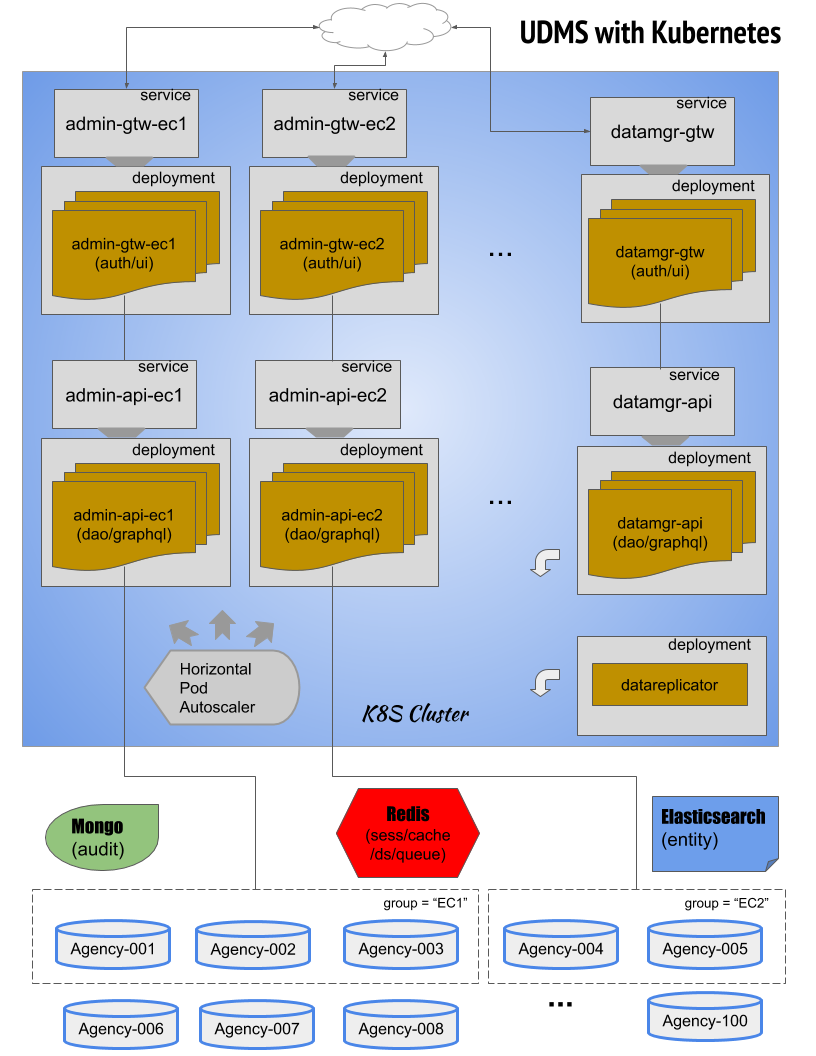 UDMS with Kubernetes
service
admin-gtw-ec1
service
admin-gtw-ec2
service
datamgr-gtw
deployment
admin-gtw-ec1
(auth/ui)
deployment
admin-gtw-ec2
(auth/ui)
...
deployment
datamgr-gtw
(auth/ui)
service
admin-api-ec1
service
admin-api-ec2
service
datamgr-api
deployment
admin-api-ec1
(dao/graphql)
deployment
admin-api-ec2
(dao/graphql)
...
deployment
datamgr-api
(dao/graphql)
Horizontal
Pod
Autoscaler
K8S Cluster
deployment
datareplicator
Mongo
(audit)
Redis
(sess/cache
/ds/queue)
Elasticsearch
(entity)
group = “EC1”
Agency-001
Agency-002
Agency-003
group = “EC2”
Agency-004
Agency-005
Agency-006
Agency-007
Agency-008
...
Agency-100